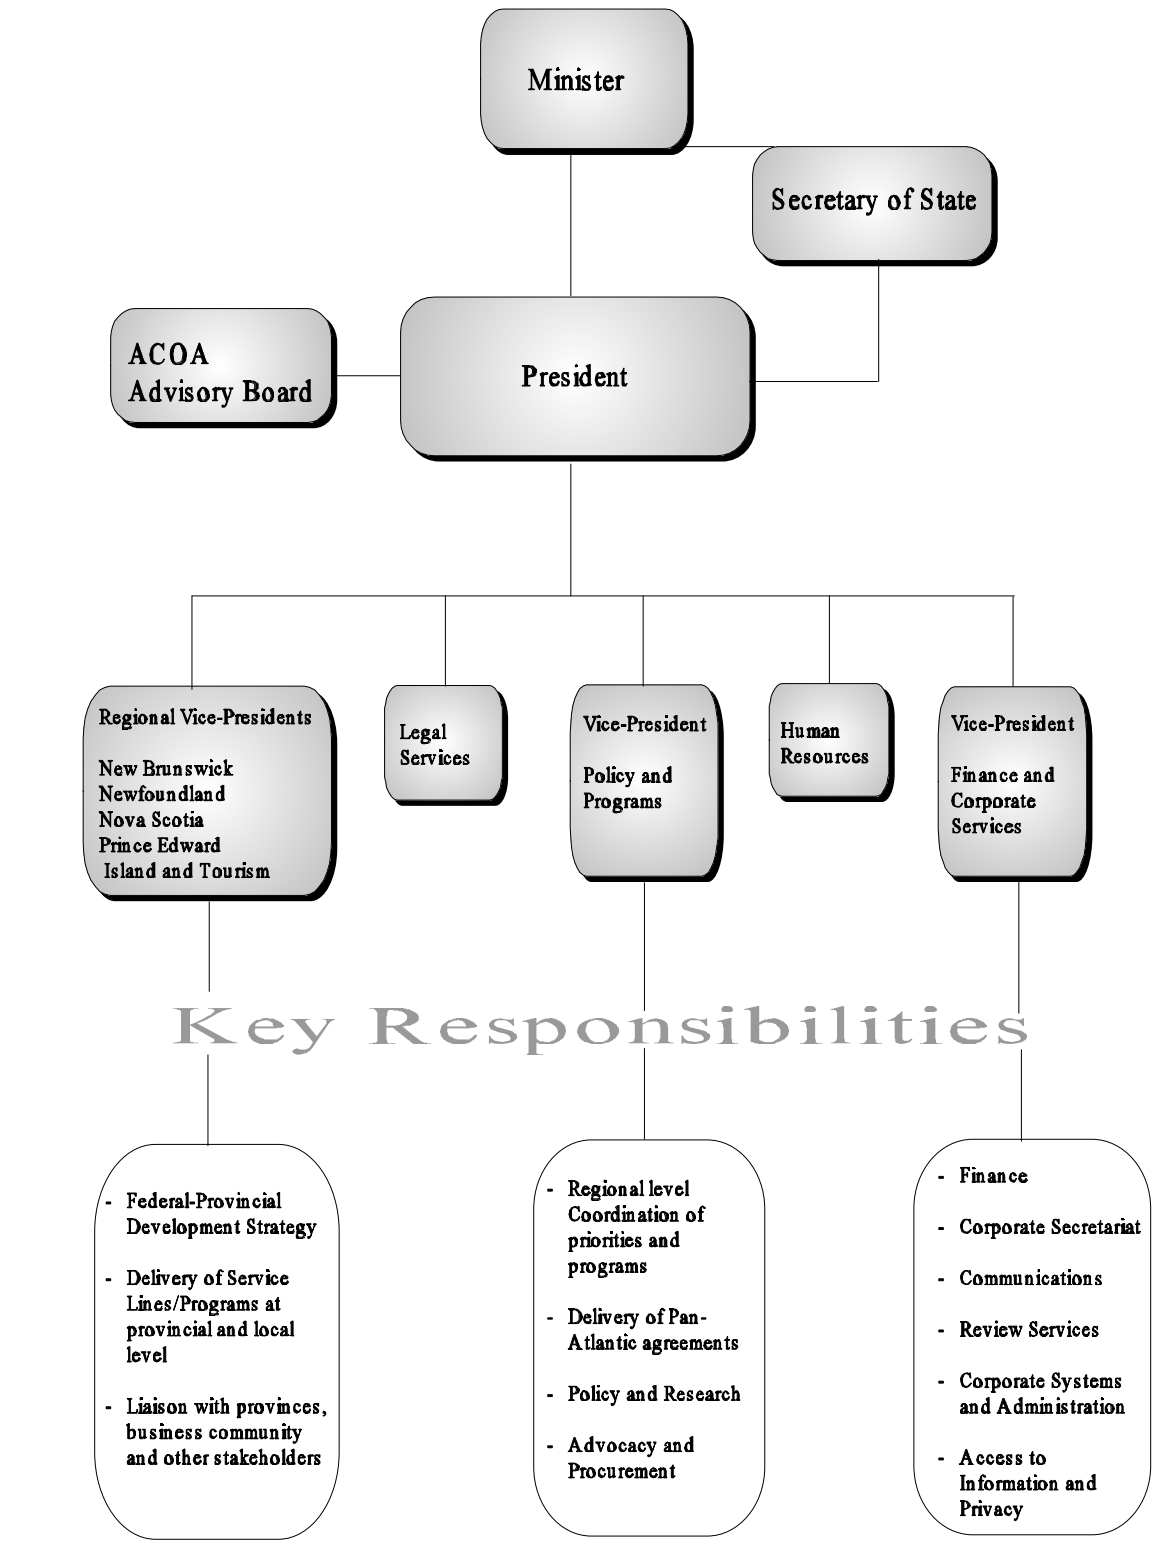 Minister
Secretary of State
ACOA
Advisory Board
President
Regional Vice-Presidents
New Brunswick
Newfoundland
Nova Scotia
Prince Edward
Island and Tourism
Legal
Services
Vice-President
Policy and
Programs
Human
Resources
Vice-President
Finance and
Corporate
Services
Key Responsibilities
- Federal-Provincial
Development Strategy
- Delivery of Service
Lines/Programs at
provincial and local
level
- Liaison with provinces,
business community
and other stakeholders
- Regional level
Coordination of
priorities and
programs
- Delivery of Pan-
Atlantic agreements
- Policy and Research
- Advocacy and
Procurement
- Finance
- Corporate Secretariat
- Communications
- Review Services
- Corporate Systems
and Administration
- Access to
Information and
Privacy